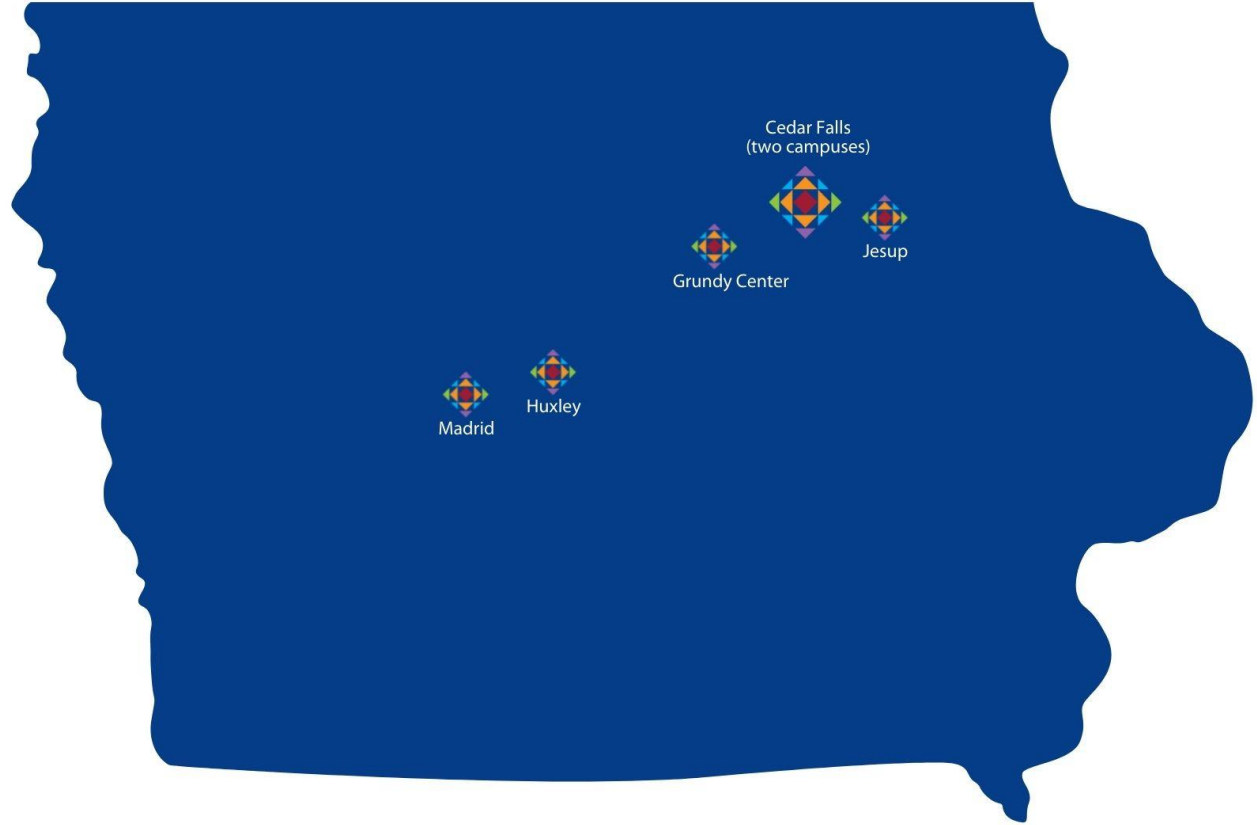 Cedar Falls
(two campuses)
Jesup
Grundy Center
Huxley
Madrid